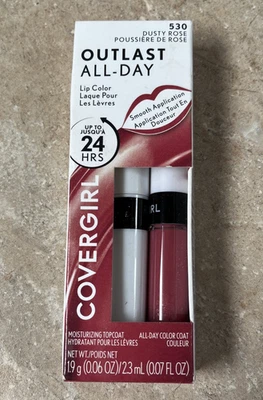 530
DUSTY ROSE
POUSSIÈRE DE ROSE
OUTLAST
ALL-DAY
Lip Color
Laque Pour
Les Lèvres
Smooth Application
Application Tout En
Douceur
UP TO
JUSQU'À
24
HRS
COVERGIRL
RL
MOISTURIZING TOPCOAT
HYDRATANT POUR LES LÈVRES
ALL-DAY COLOR COAT
COULEUR
NET WT./POIDS NET
1.9 g (0.06 OZ)/2.3 mL (0.07 FL OZ)